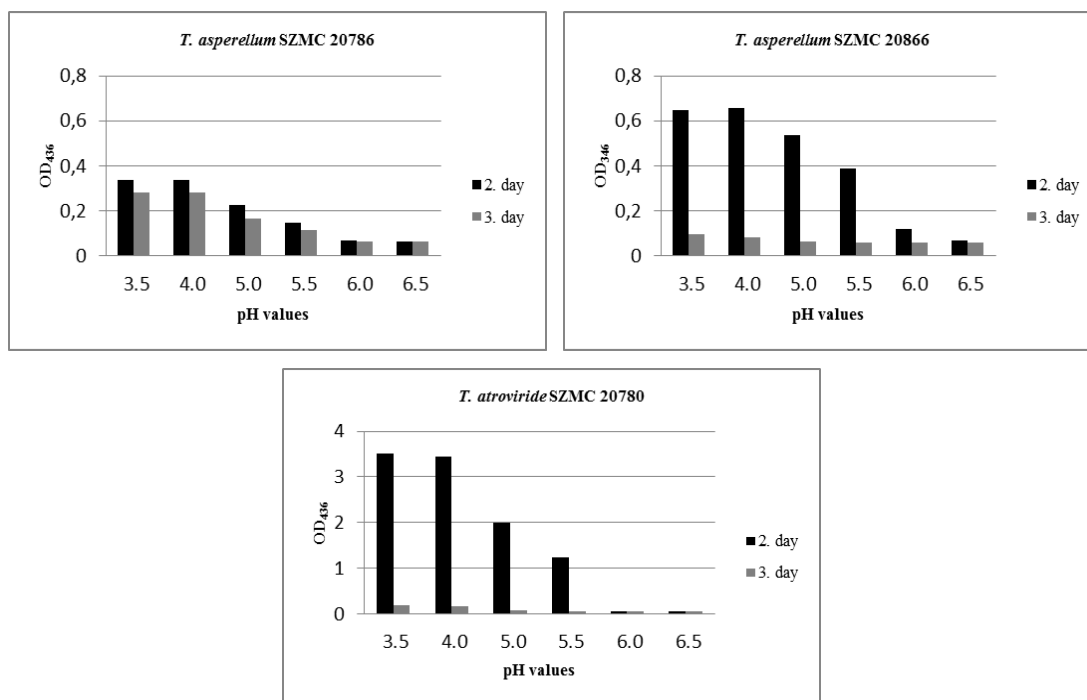 T. asperellum SZMC 20786
0,8
0,6
0,4
0,2
0
OD436
3.5 4.0 5.0 5.5 6.0 6.5
pH values
2. day
3. day
T. asperellum SZMC 20866
0,8
0,6
0,4
0,2
0
OD346
3.5 4.0 5.0 5.5 6.0 6.5
pH values
2. day
3. day
T. atroviride SZMC 20780
4
3
2
1
0
OD436
3.5 4.0 5.0 5.5 6.0 6.5
pH values
2. day
3. day